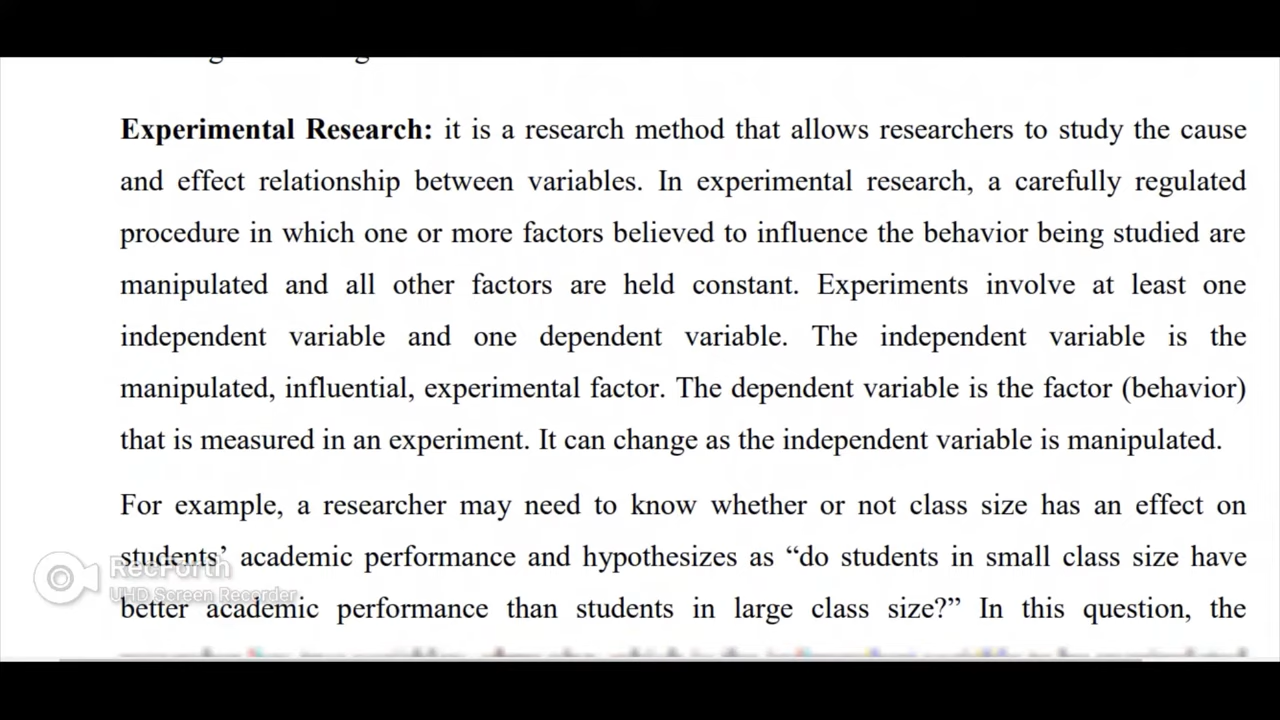 Experimental Research: it is a research method that allows researchers to study the cause
and effect relationship between variables. In experimental research, a carefully regulated
procedure in which one or more factors believed to influence the behavior being studied are
manipulated and all other factors are held constant. Experiments involve at least one
independent variable and one dependent variable. The independent variable is the
manipulated, influential, experimental factor. The dependent variable is the factor (behavior)
that is measured in an experiment. It can change as the independent variable is manipulated.
For example, a researcher may need to know whether or not class size has an effect on
students’ academic performance and hypothesizes as “do students in small class size have
better academic performance than students in large class size?” In this question, the
RecForth
UHD Screen Recorder